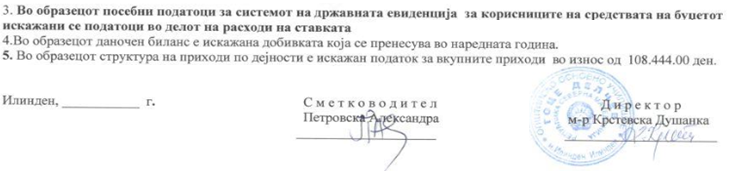 3. Во образецот посебни податоци за системот на државната евиденција за корисниците на средствата на буџетот
искажани се податоци во делот на расходи на ставката
4.Во образецот даночен биланс е искажана добивката која се пренесува во наредната година.
5. Во образецот структура на приходи по дејности е искажан податок за вкупните приходи во износ од 108.444.00 ден.
Илинден, _____________ г.
Сметководител
Петровска Александра
Директор
м-р Крстевска Душанка